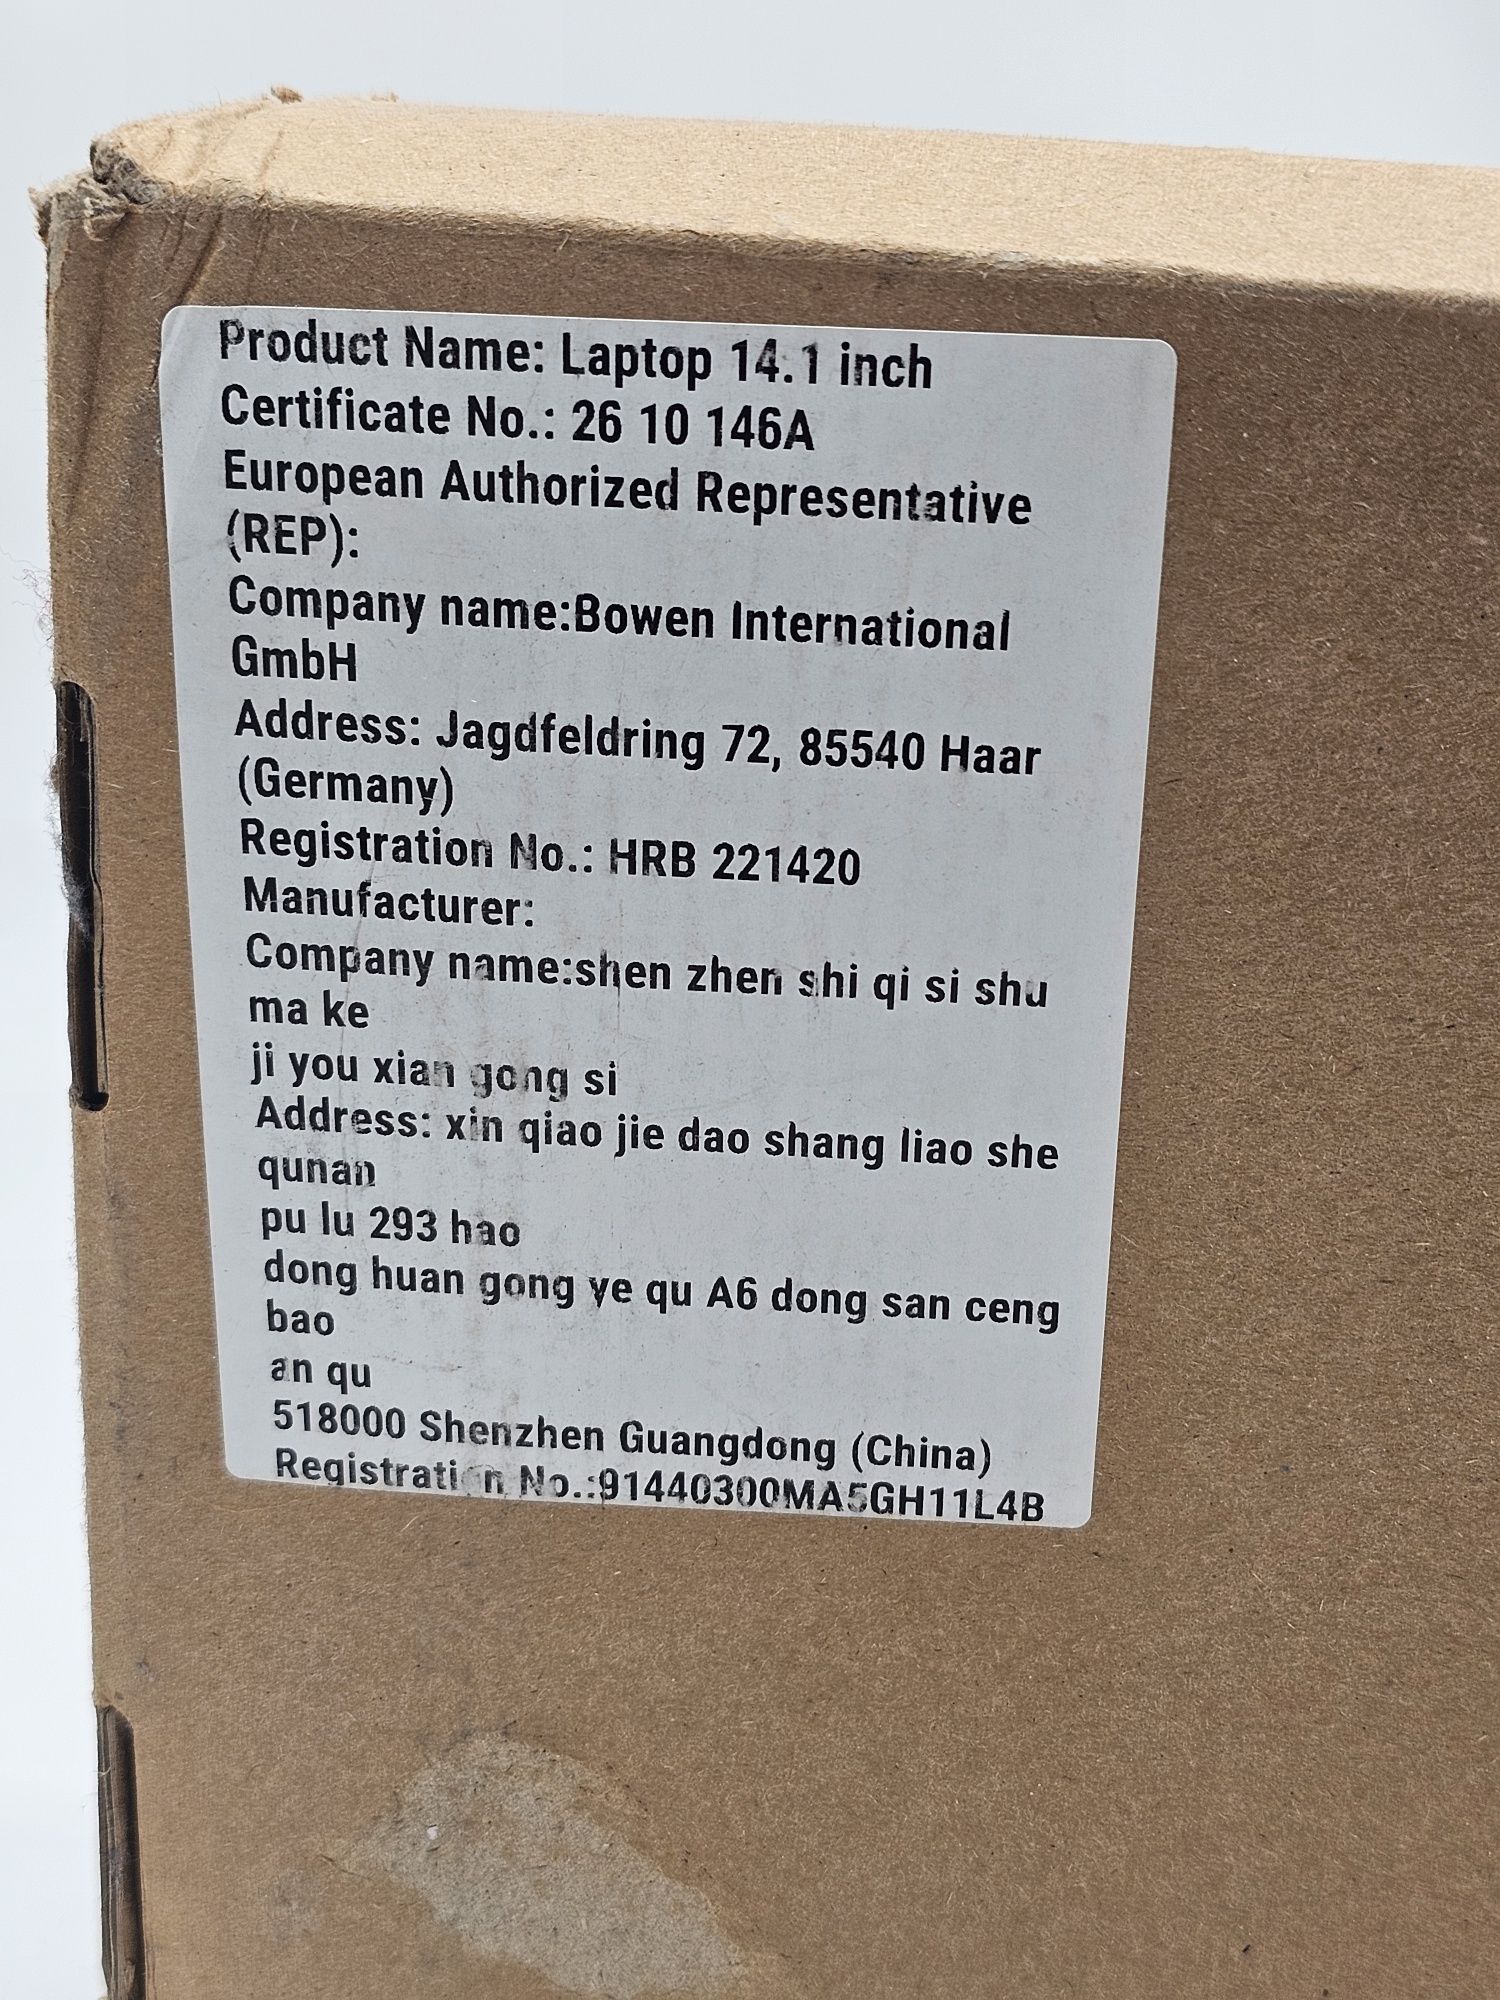 Product Name: Laptop 14.1 inch
Certificate No.: 26 10 146A
European Authorized Representative
(REP):
Company name:Bowen International
GmbH
Address: Jagdfeldring 72, 85540 Haar
(Germany)
Registration No.: HRB 221420
Manufacturer:
Company name:shen zhen shi qi si shu
ma ke
ji you xian gong si
Address: xin qiao jie dao shang liao she
qunan
pu lu 293 hao
dong huan gong ye qu A6 dong san ceng
bao
an qu
518000 Shenzhen Guangdong (China)
Registration No.:91440300MA5GH11L4B